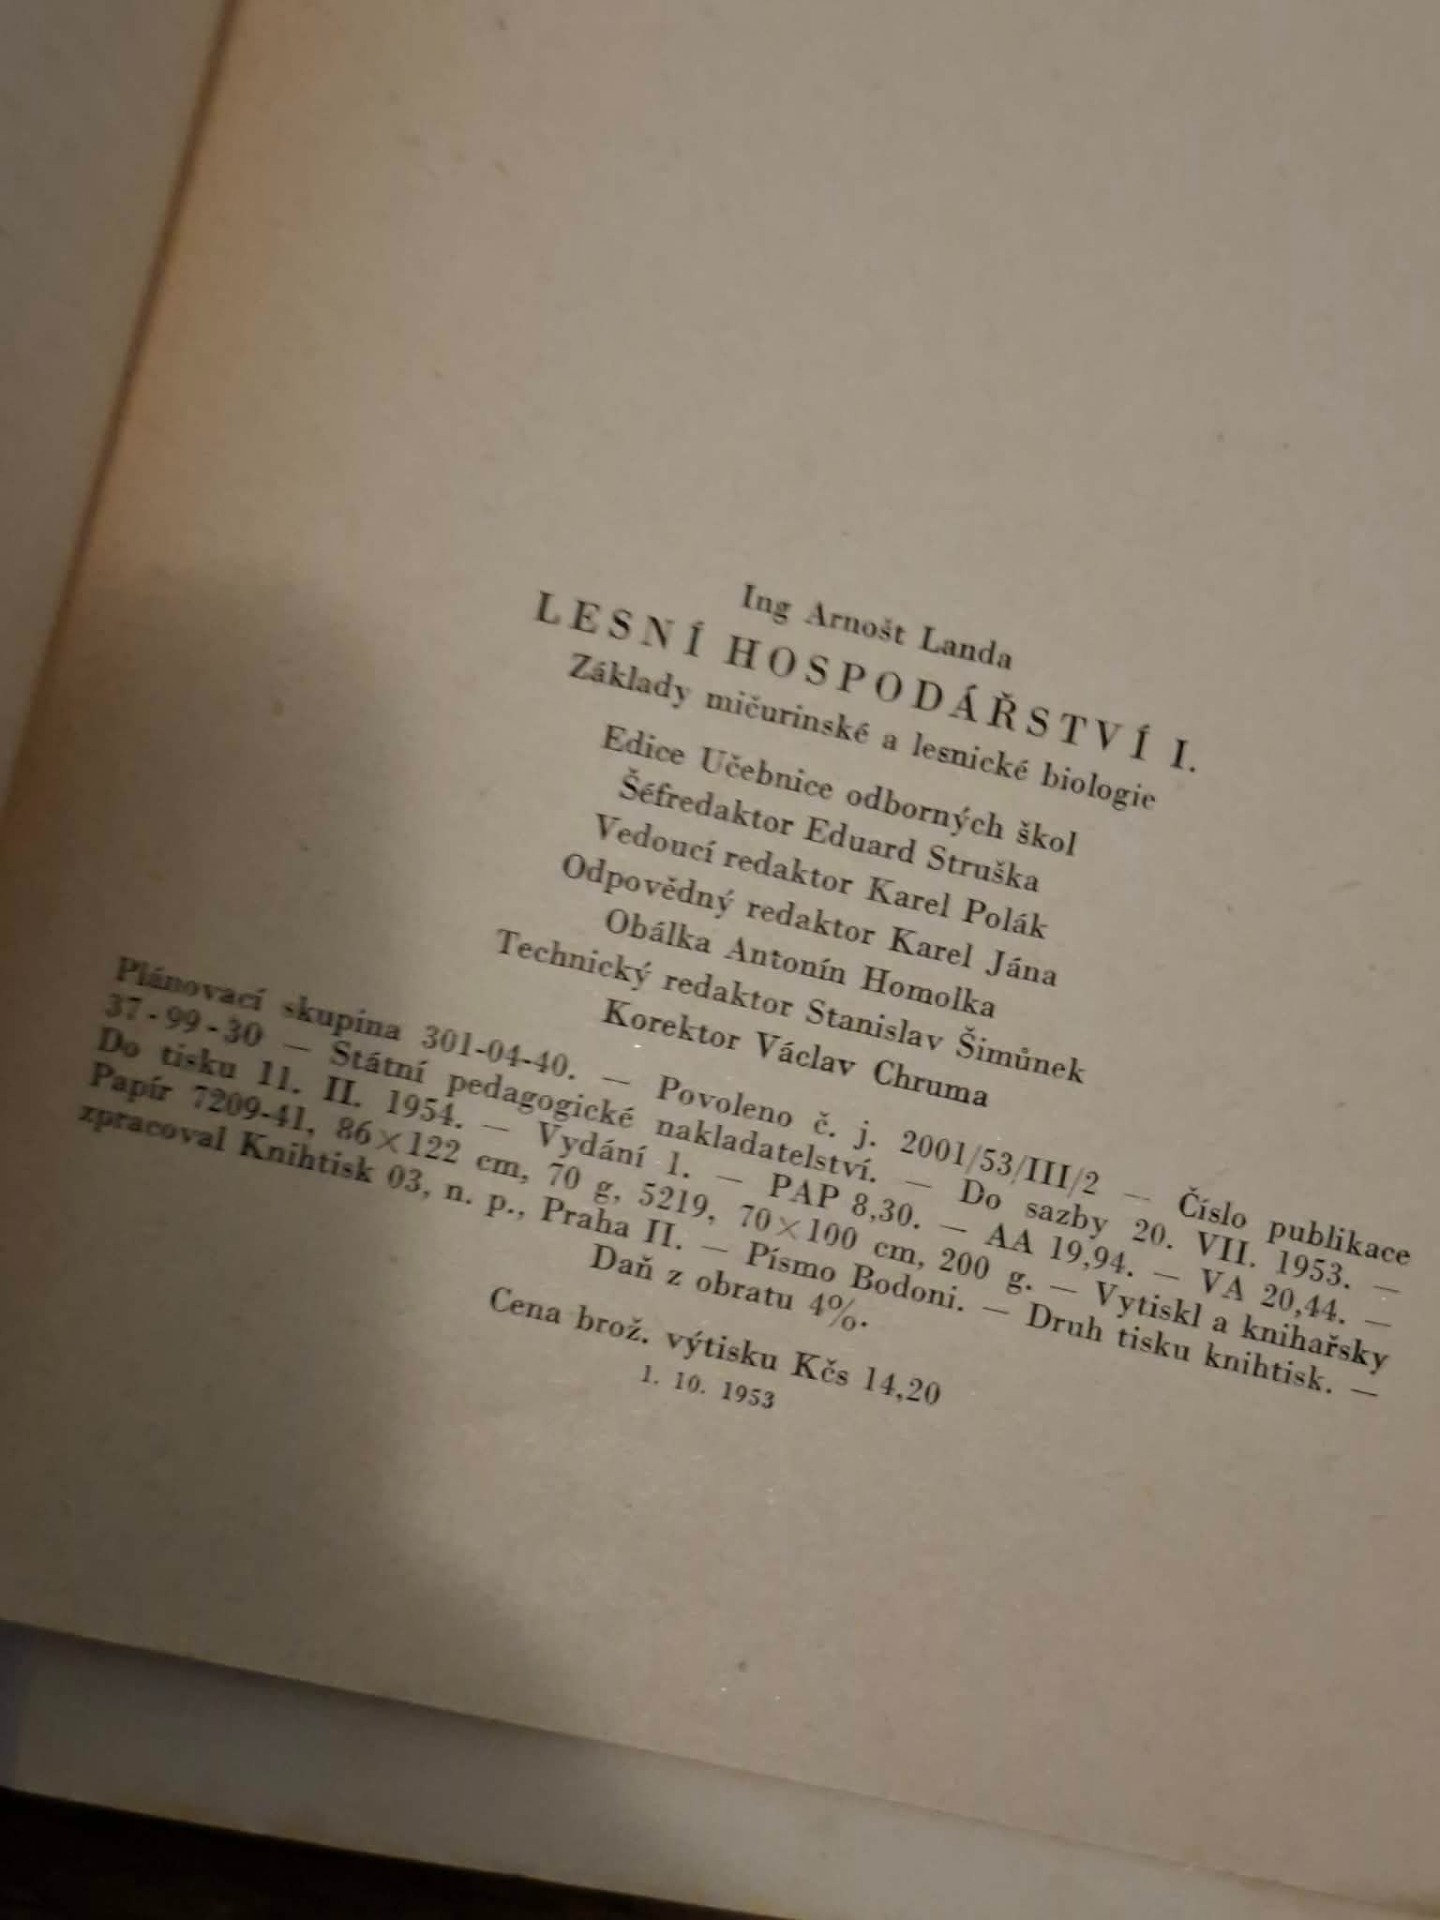 Ing Arnošt Landa
LESNÍ HOSPODÁŘSTVÍ I.
Základy mičurinské a lesnické biologie
Edice Učebnice odborných škol
Šéfredaktor Eduard Struška
Vedoucí redaktor Karel Polák
Odpovědný redaktor Karel Jána
Obálka Antonín Homolka
Technický redaktor Stanislav Šimůnek
Korektor Václav Chruma
Plánovací skupina 301-04-40. — Povoleno č. j. 2001/53/III/2 — Číslo publikace
37-99-30 — Státní pedagogické nakladatelství. — Do sazby 20. VII. 1953. —
Do tisku 11. II. 1954. — Vydání 1. — PAP 8,30. — AA 19,94. — VA 20,44. —
Papír 7209-41, 86×122 cm, 70 g, 5219, 70×100 cm, 200 g. — Vytiskl a knihařsky
zpracoval Knihtisk 03, n. p., Praha II. — Písmo Bodoni. — Druh tisku knihtisk. —
Daň z obratu 4%.
Cena brož. výtisku Kčs 14,20
1. 10. 1953